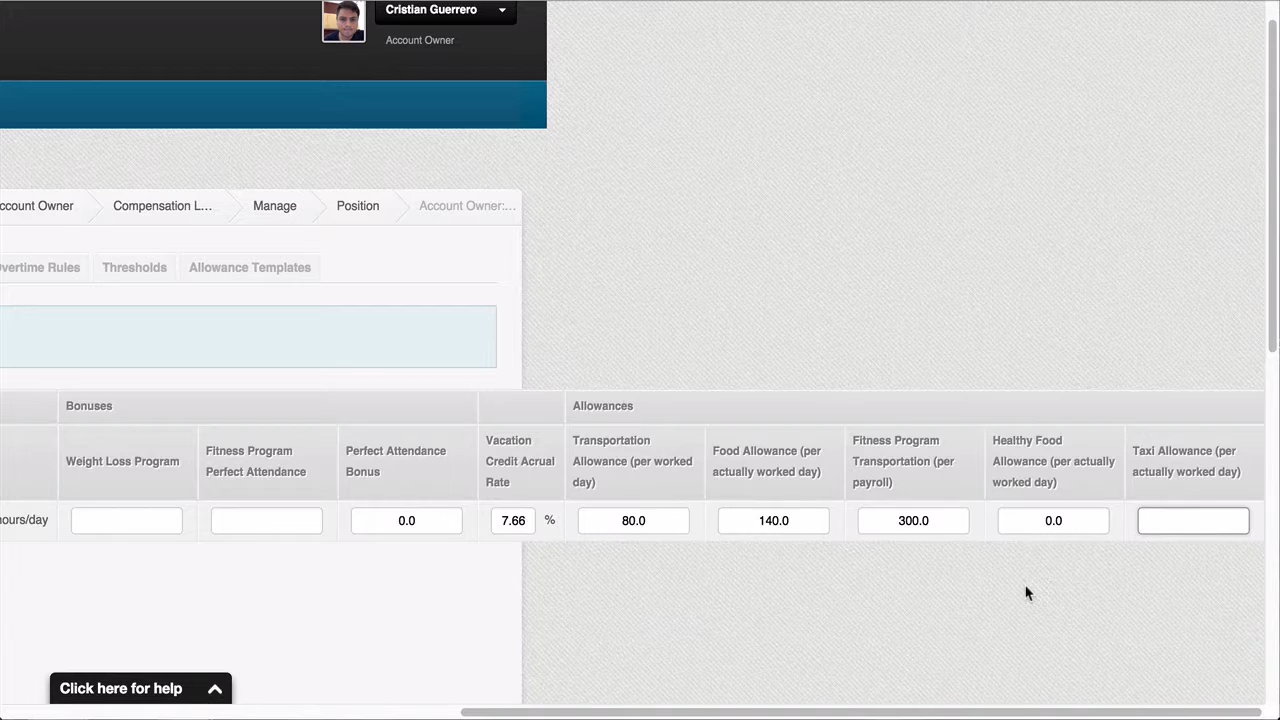 Cristian Guerrero
Account Owner
ccount Owner
Compensation L...
Manage
Position
Account Owner:...
vertime Rules
Thresholds
Allowance Templates
Bonuses
Allowances
Weight Loss Program
Fitness Program
Perfect Attendance
Perfect Attendance
Bonus
Vacation
Credit Acrual
Rate
Transportation
Allowance (per worked
day)
Food Allowance (per
actually worked day)
Fitness Program
Transportation (per
payroll)
Healthy Food
Allowance (per actually
worked day)
Taxi Allowance (per
actually worked day)
hours/day
0.0
7.66 %
80.0
140.0
300.0
0.0
Click here for help